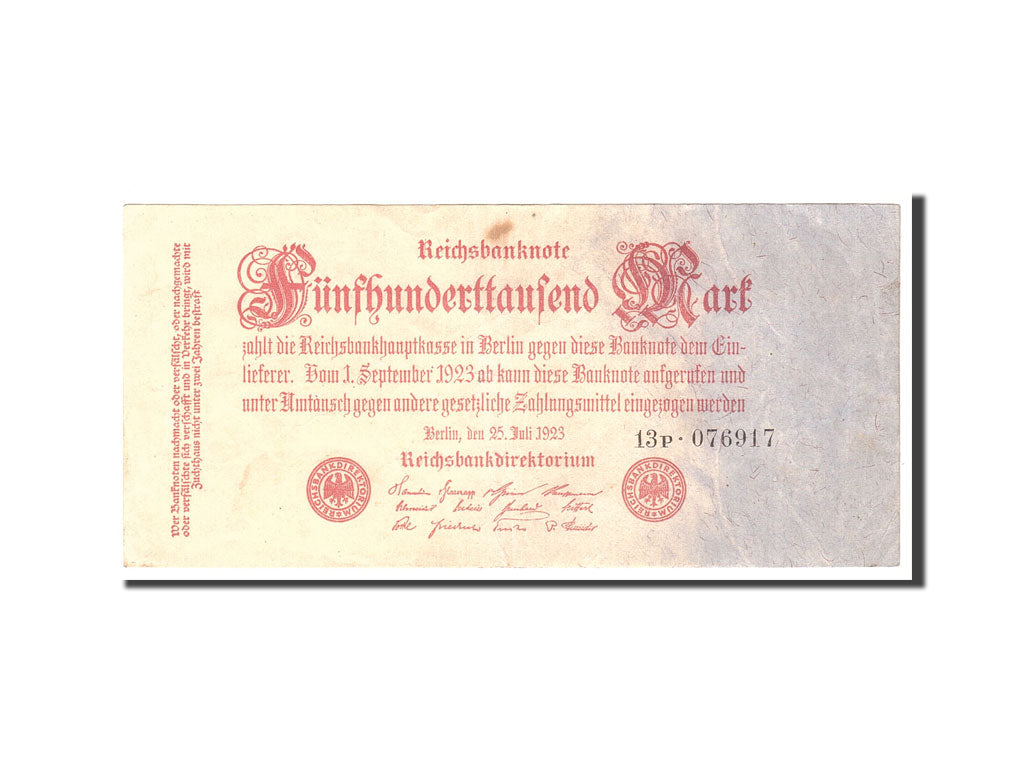 Reichsbanknote
Fünfhunderttausend Mark
zahlt die Reichsbankhauptkasse in Berlin gegen diese Banknote dem Ein-
lieferer. Vom 1. September 1923 ab kann diese Banknote aufgerufen und
unter Umtausch gegen andere gesetzliche Zahlungsmittel eingezogen werden
Berlin, den 25. Juli 1923
13P·076917
Reichsbankdirektorium
REICHSBANKDIREKTORIUM
REICHSBANKDIREKTORIUM
Wer Banknoten nachmacht oder verfälscht, oder nachgemachte
oder verfälschte sich verschafft und in Verkehr bringt, wird mit
Zuchthaus nicht unter zwei Jahren bestraft